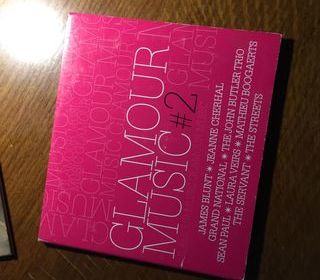 GLAMOUR
MUSIC #2
JAMES BLUNT * JEANNE CHERHAL
GRAND NATIONAL * THE JOHN BUTLER TRIO
SEAN PAUL * LAURA VEIRS * MATHIEU BOOGAERTS
THE SERVANT * THE STREETS